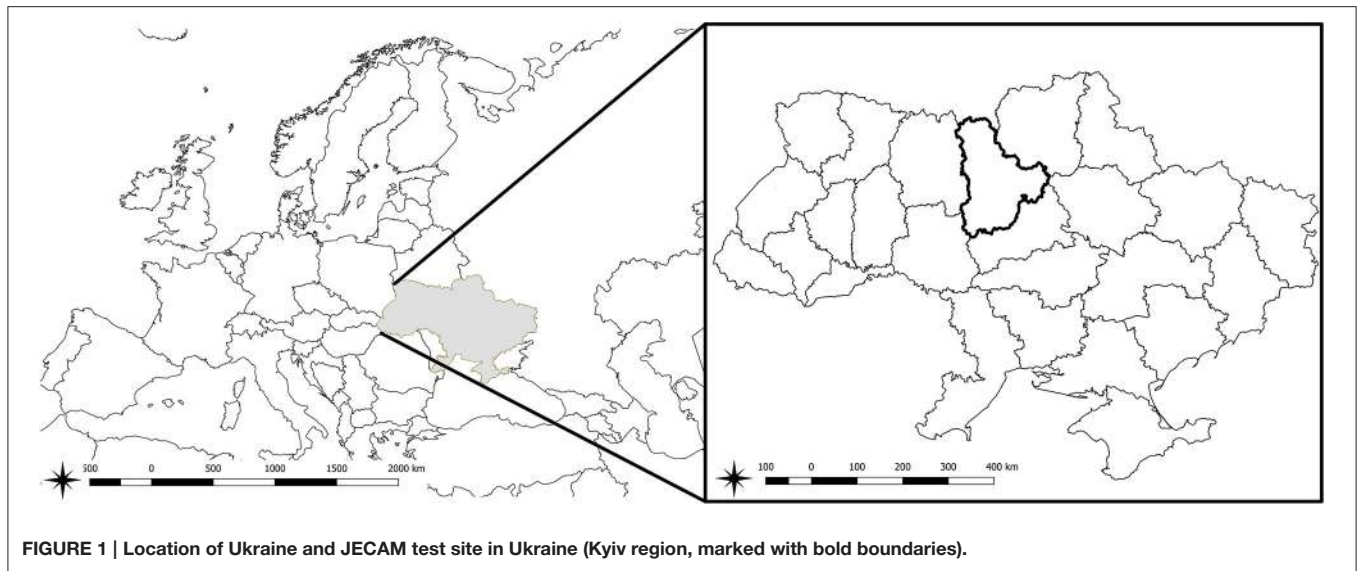 500 0 500 1000 1500 2000 km
100 0 100 200 300 400 km
FIGURE 1 | Location of Ukraine and JECAM test site in Ukraine (Kyiv region, marked with bold boundaries).